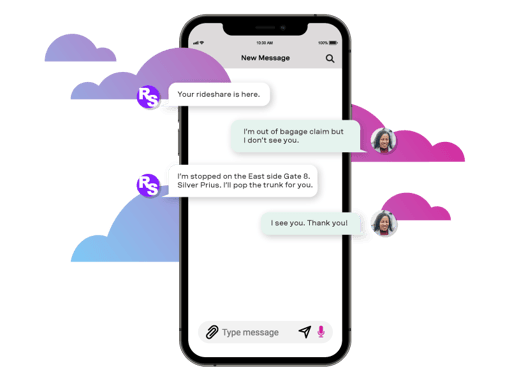 10:35 AM
100%
New Message
RS
Your rideshare is here.
I'm out of bagage claim but
I don't see you.
RS
I'm stopped on the East side Gate 8.
Silver Prius. I'll pop the trunk for you.
I see you. Thank you!
Type message